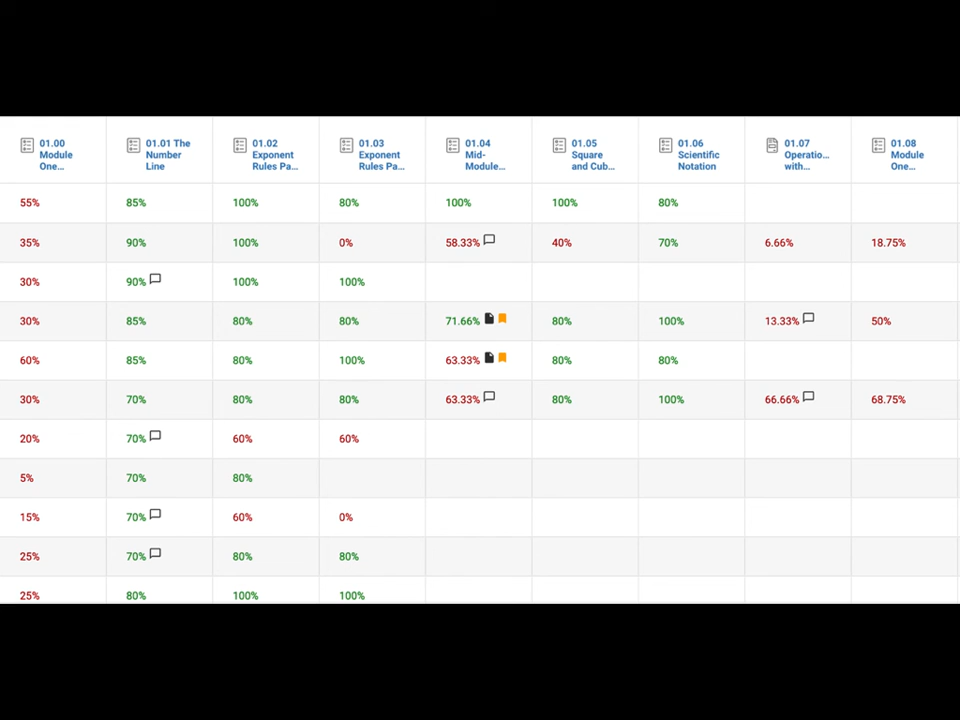 01.00 Module One...
01.01 The Number Line
01.02 Exponent Rules Pa...
01.03 Exponent Rules Pa...
01.04 Mid-Module...
01.05 Square and Cub...
01.06 Scientific Notation
01.07 Operatio... with...
01.08 Module One...
55% 85% 100% 80% 100% 100% 80%
35% 90% 100% 0% 58.33% 40% 70% 6.66% 18.75%
30% 90% 100% 100%
30% 85% 80% 80% 71.66% 80% 100% 13.33% 50%
60% 85% 80% 100% 63.33% 80% 80%
30% 70% 80% 80% 63.33% 80% 100% 66.66% 68.75%
20% 70% 60% 60%
5% 70% 80%
15% 70% 60% 0%
25% 70% 80% 80%
25% 80% 100% 100%